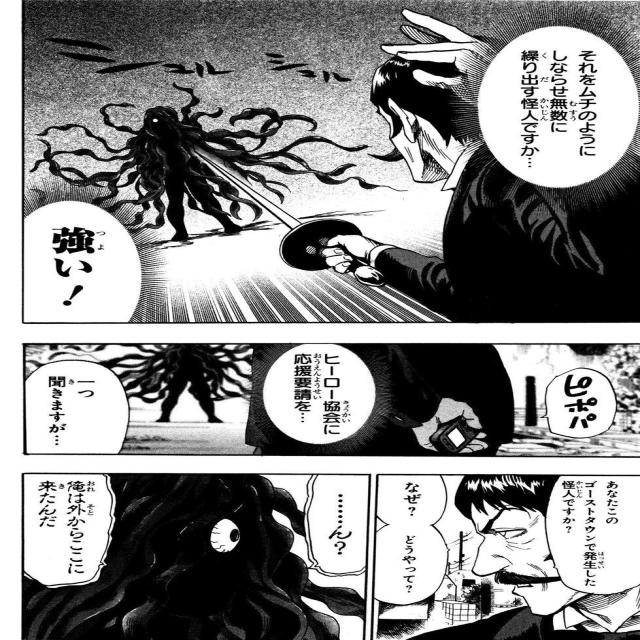 それをムチのように
しならせ無数に
繰り出す怪人ですか…
シュル
シュル
強い!
ピポパ
ヒーロー協会に
応援要請を…
一つ
聞きますが…
あなたこの
ゴーストタウンで発生した
怪人ですか?
なぜ?
どうやって?
………ん?
俺は外からここに
来たんだ